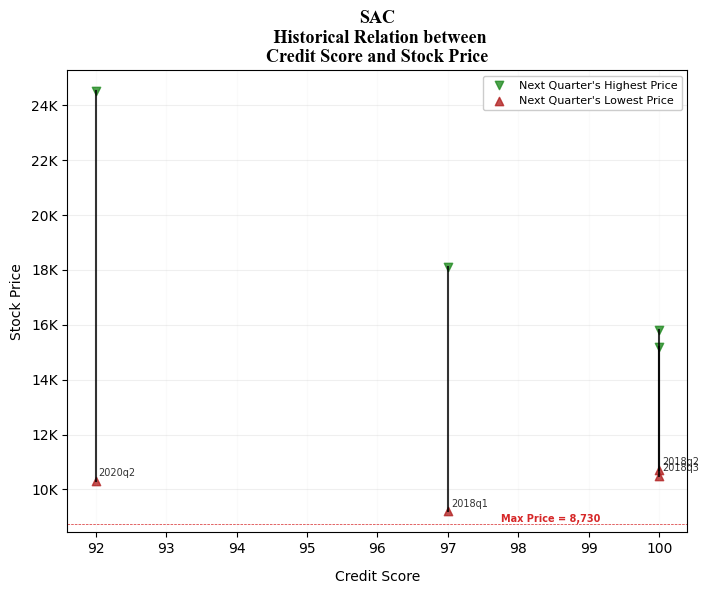 SAC
Historical Relation between
Credit Score and Stock Price
Next Quarter's Highest Price
Next Quarter's Lowest Price
24K
22K
20K
18K
16K
14K
12K
10K
Stock Price
2020q2
2018q1
2018q2
2018q3
Max Price = 8,730
92 93 94 95 96 97 98 99 100
Credit Score